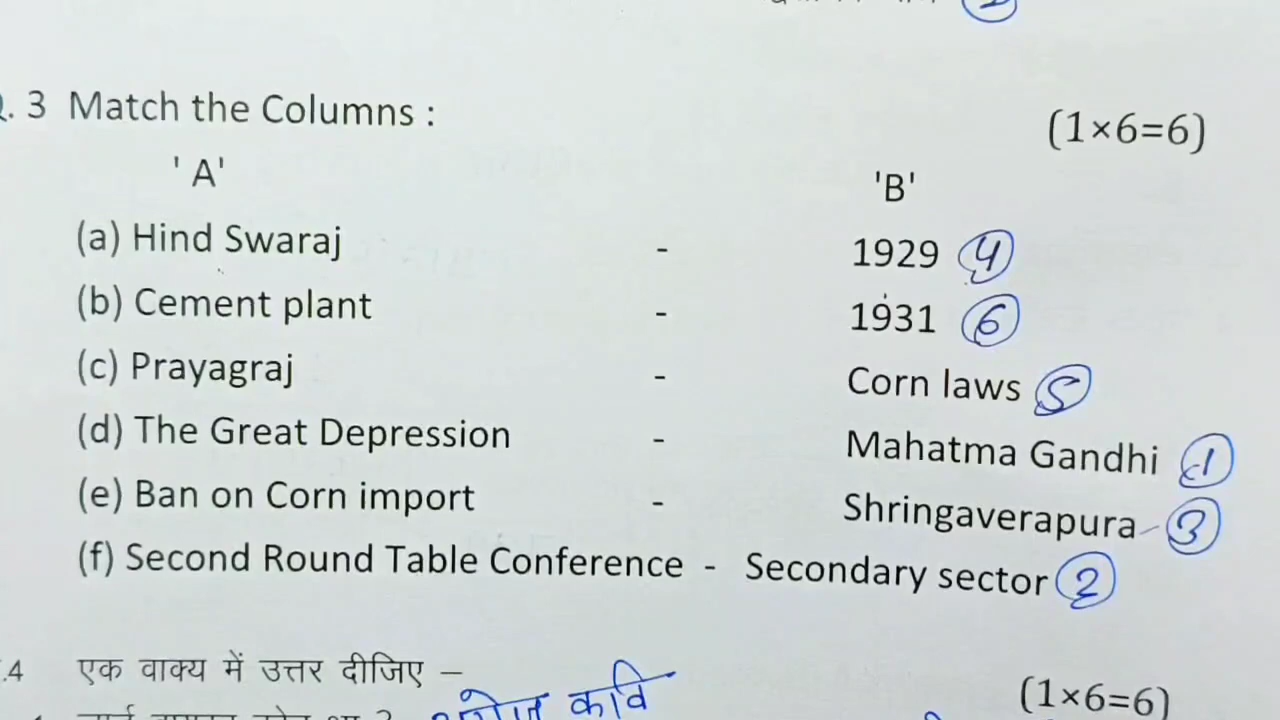 . 3 Match the Columns :
(1×6=6)
' A'
'B'
(a) Hind Swaraj - 1929 4
(b) Cement plant - 1931 6
(c) Prayagraj - Corn laws 5
(d) The Great Depression - Mahatma Gandhi 1
(e) Ban on Corn import - Shringaverapura 3
(f) Second Round Table Conference - Secondary sector 2
.4 एक वाक्य में उत्तर दीजिए –
कवि
(1×6=6)